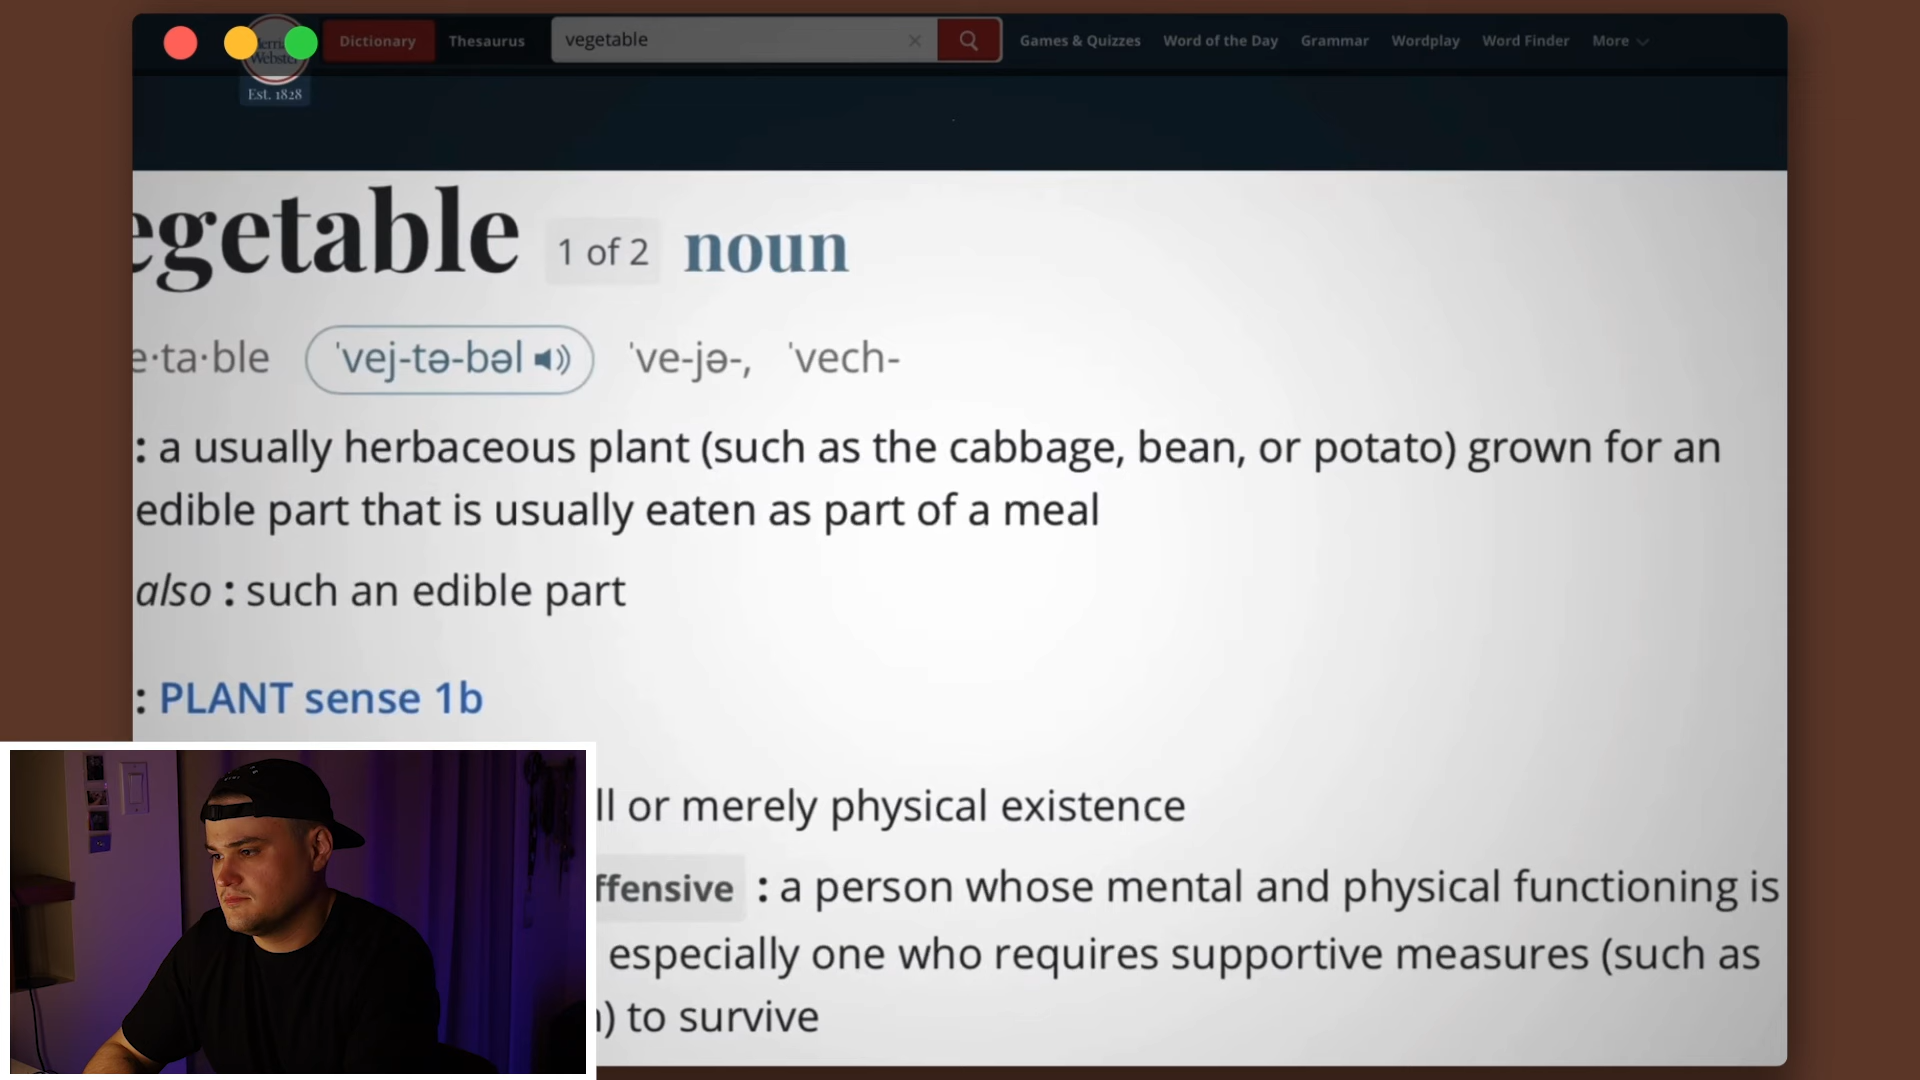 Dictionary
Thesaurus
vegetable
Games & Quizzes
Word of the Day
Grammar
Wordplay
Word Finder
More
Webster
Est. 1828
egetable 1 of 2 noun
e·ta·ble ˈvej-tə-bəl ˈve-jə-, ˈvech-
: a usually herbaceous plant (such as the cabbage, bean, or potato) grown for an
edible part that is usually eaten as part of a meal
also : such an edible part
: PLANT sense 1b
ll or merely physical existence
ffensive : a person whose mental and physical functioning is
especially one who requires supportive measures (such as
) to survive